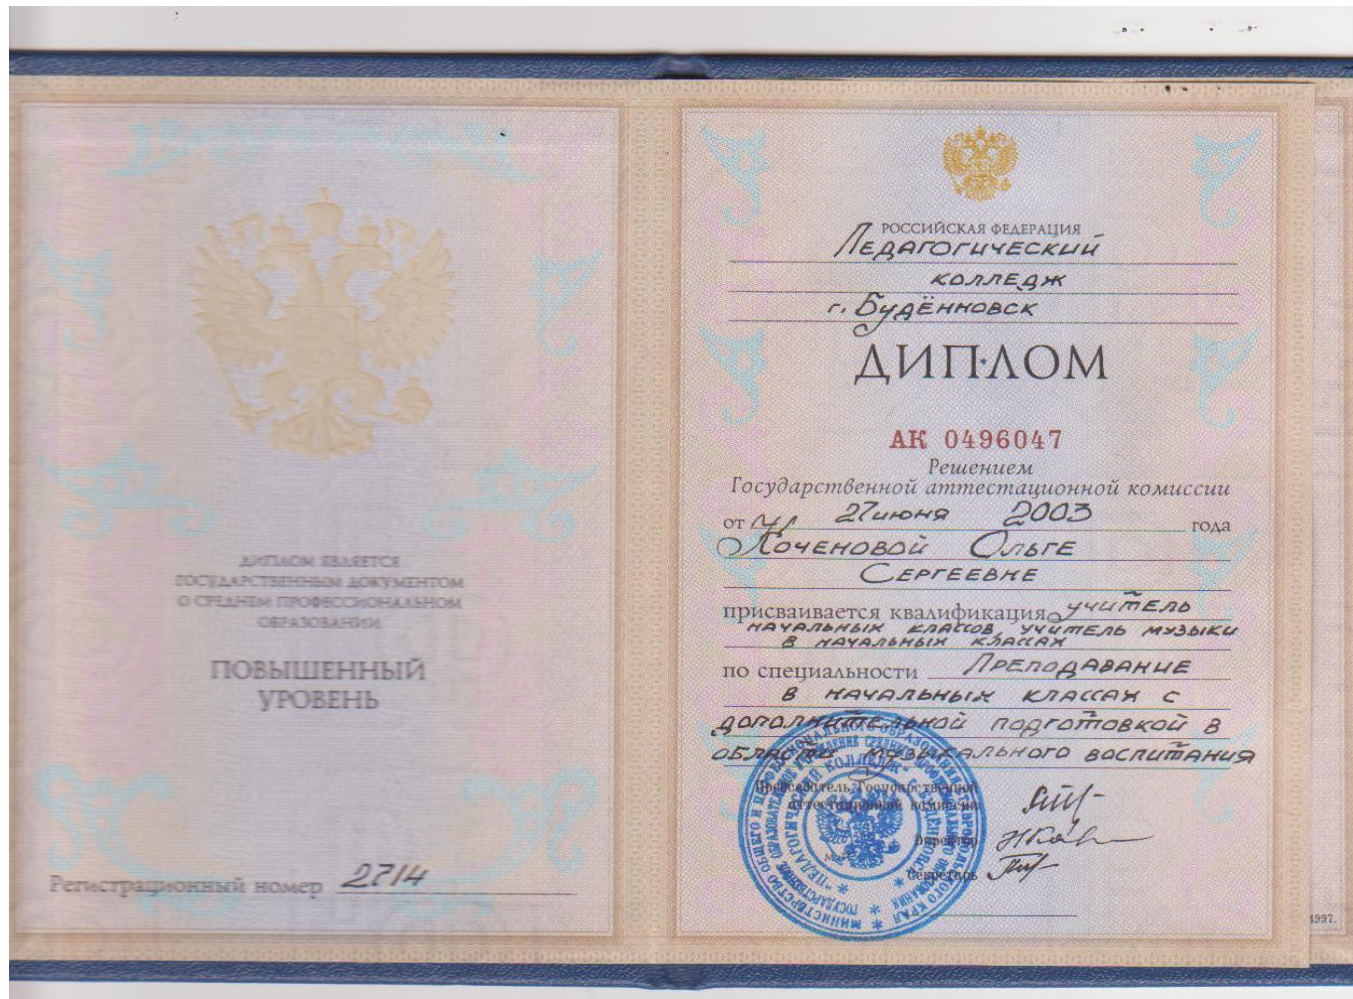 ДИПЛОМ ЯВЛЯЕТСЯ
ГОСУДАРСТВЕННЫМ ДОКУМЕНТОМ
О СРЕДНЕМ ПРОФЕССИОНАЛЬНОМ
ОБРАЗОВАНИИ
ПОВЫШЕННЫЙ
УРОВЕНЬ
Регистрационный номер 2714
РОССИЙСКАЯ ФЕДЕРАЦИЯ
Педагогический
колледж
г. Будённовск
ДИПЛОМ
АК 0496047
Решением
Государственной аттестационной комиссии
от 27 июня 2003 года
Коченовой Ольге
Сергеевне
присваивается квалификация учитель
начальных классов, учитель музыки
в начальных классах
по специальности Преподавание
в начальных классах с
дополнительной подготовкой в
области музыкального воспитания
Председатель Государственной
аттестационной комиссии
Директор
Секретарь
1997.